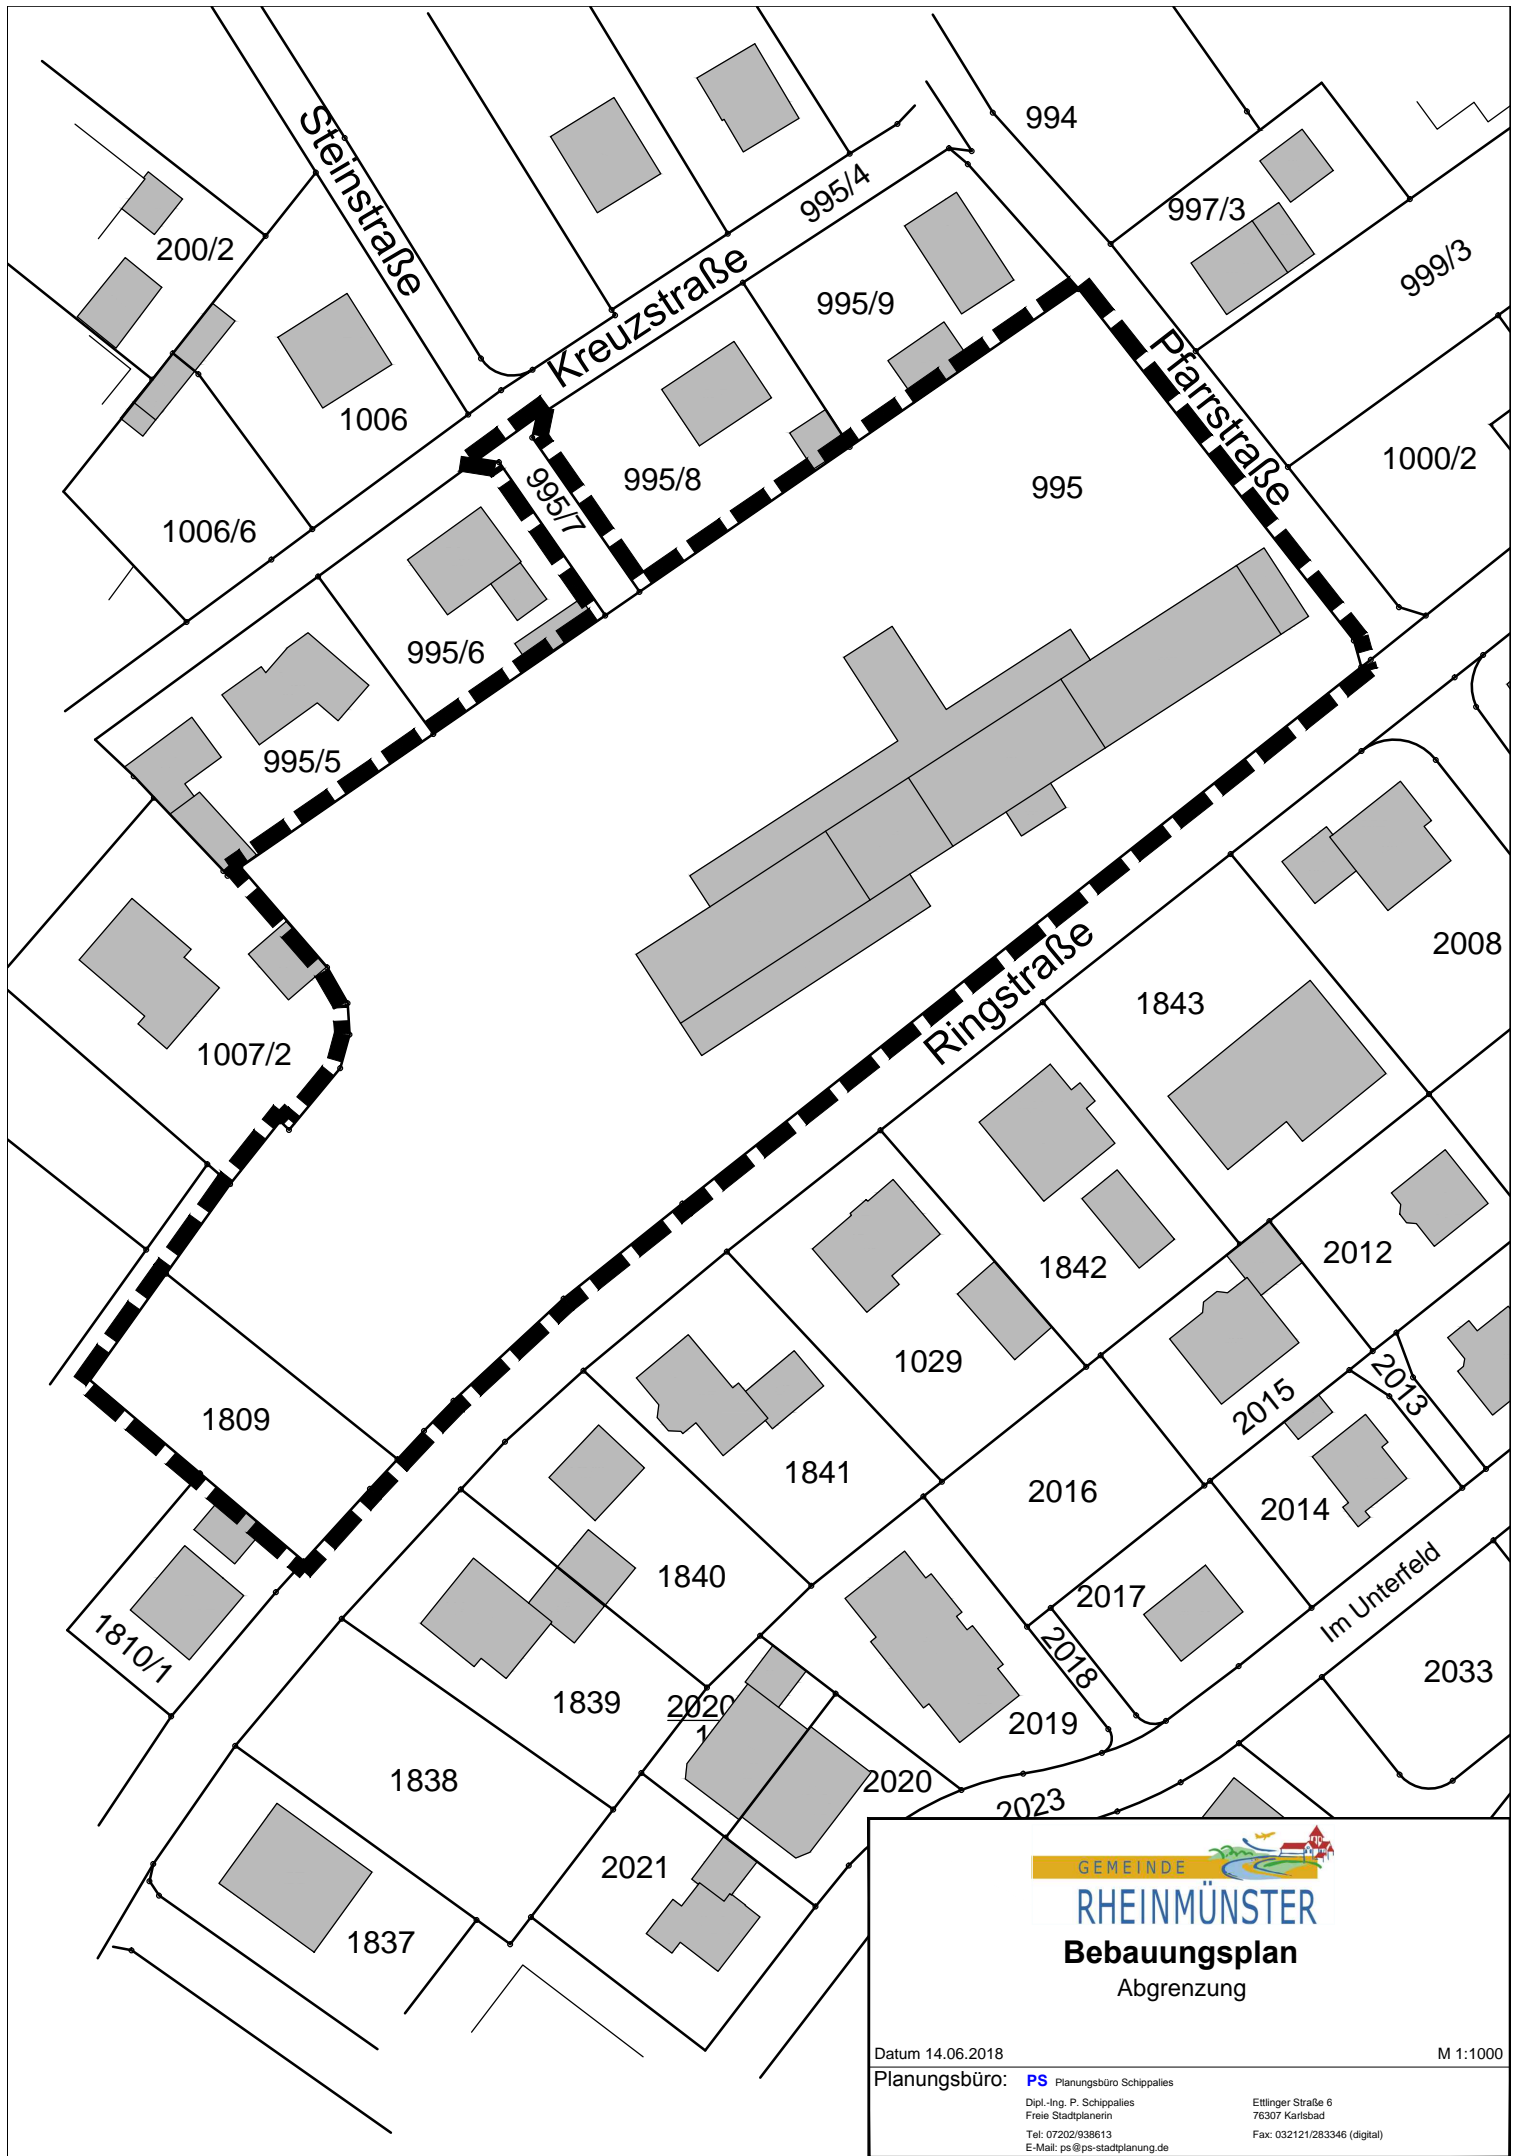 994
Steinstraße
995/4
997/3
200/2
999/3
Kreuzstraße
995/9
Pfarrstraße
1006
1000/2
995/8
995
995/7
1006/6
995/6
995/5
2008
Ringstraße
1843
1007/2
2012
1842
1029
2013
2015
1809
1841
2016
2014
1840
Im Unterfeld
2017
1810/1
2018
2033
1839
2020
2019
1838
2020
2023
2021
1837
GEMEINDE
RHEINMÜNSTER
Bebauungsplan
Abgrenzung
Datum 14.06.2018
M 1:1000
Planungsbüro:
PS Planungsbüro Schippalies
Dipl.-Ing. P. Schippalies
Ettlinger Straße 6
Freie Stadtplanerin
76307 Karlsbad
Tel: 07202/938613
Fax: 032121/283346 (digital)
E-Mail: ps@ps-stadtplanung.de